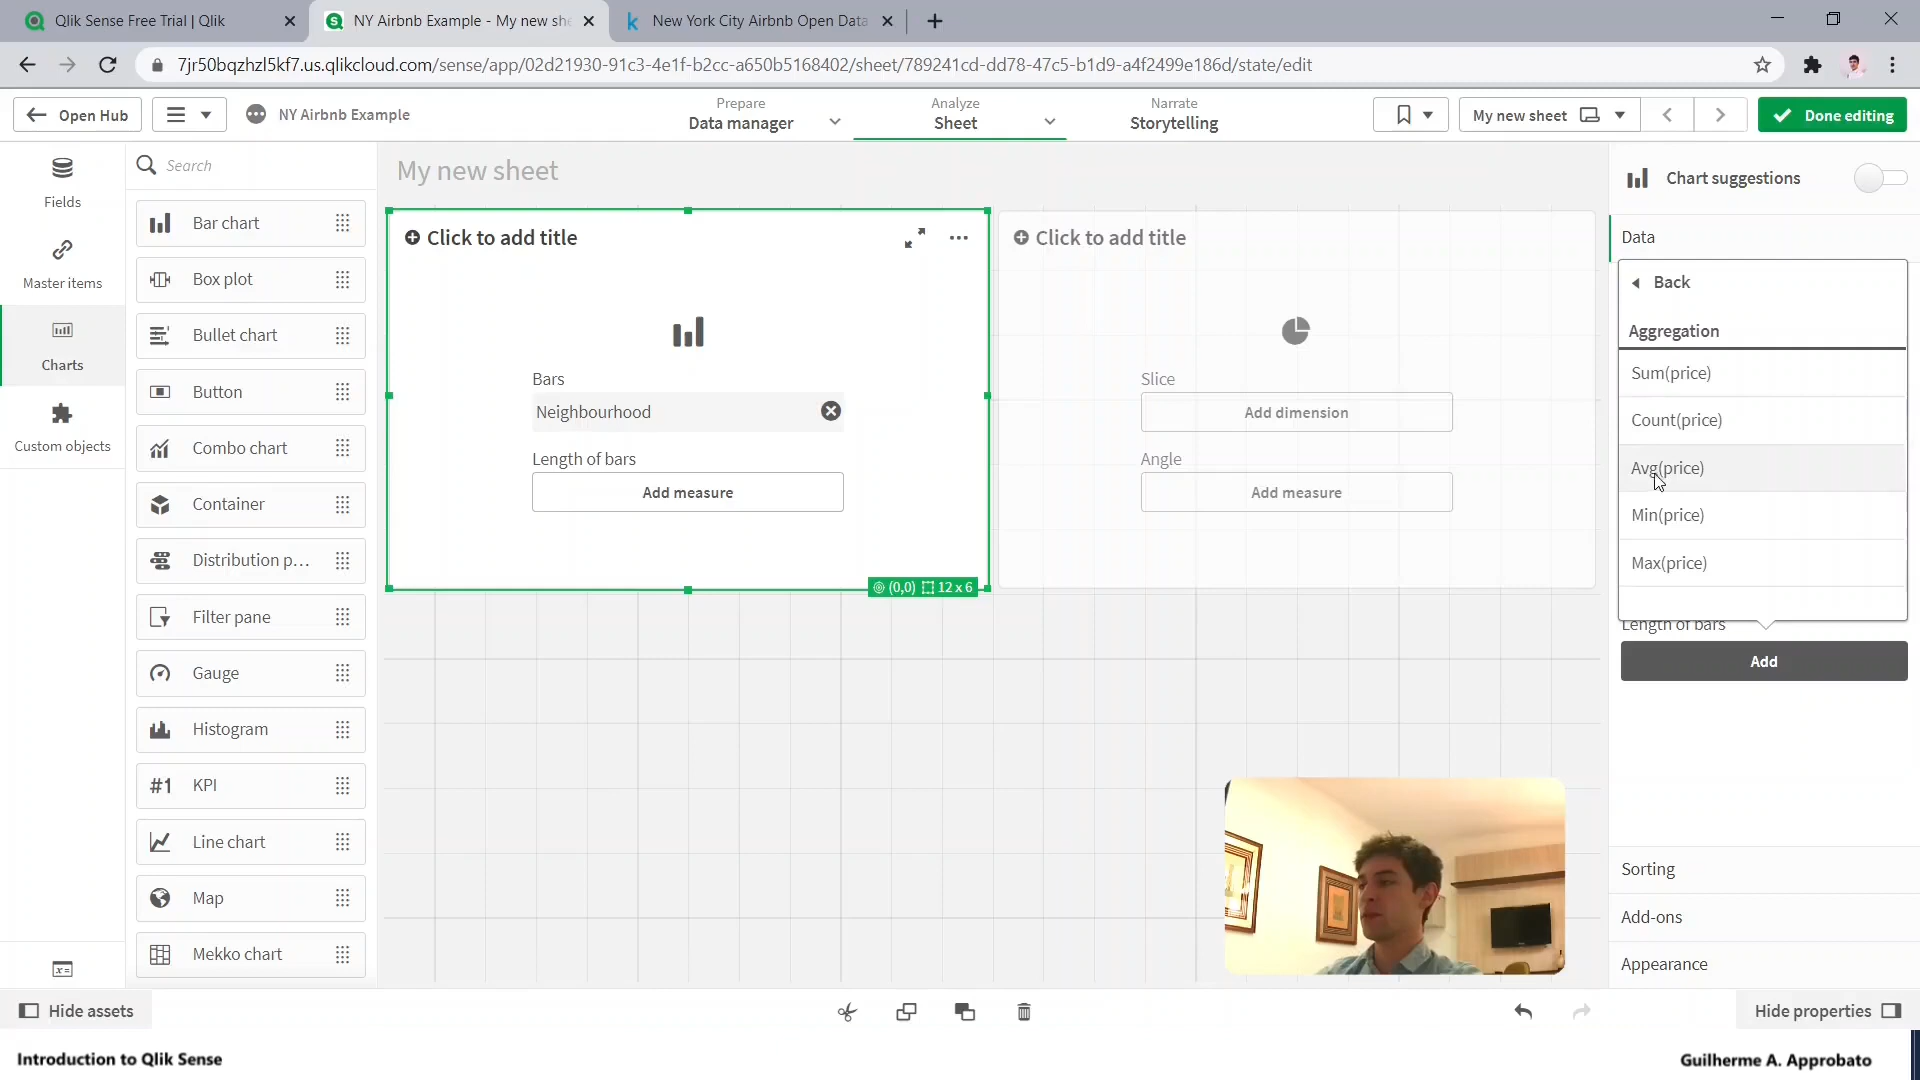 Qlik Sense Free Trial | Qlik
NY Airbnb Example - My new she
New York City Airbnb Open Data
7jr50bqzhzl5kf7.us.qlikcloud.com/sense/app/02d21930-91c3-4e1f-b2cc-a650b5168402/sheet/789241cd-dd78-47c5-b1d9-a4f2499e186d/state/edit
Open Hub
NY Airbnb Example
Prepare
Data manager
Analyze
Sheet
Narrate
Storytelling
My new sheet
Done editing
Fields
Master items
Charts
Custom objects
Search
Bar chart
Box plot
Bullet chart
Button
Combo chart
Container
Distribution p...
Filter pane
Gauge
Histogram
#1 KPI
Line chart
Map
Mekko chart
My new sheet
Click to add title
Bars
Neighbourhood
Length of bars
Add measure
(0,0) 12 x 6
Click to add title
Slice
Add dimension
Angle
Add measure
Chart suggestions
Data
Back
Aggregation
Sum(price)
Count(price)
Avg(price)
Min(price)
Max(price)
Length of bars
Add
Sorting
Add-ons
Appearance
Hide assets
Hide properties
Introduction to Qlik Sense
Guilherme A. Approbato